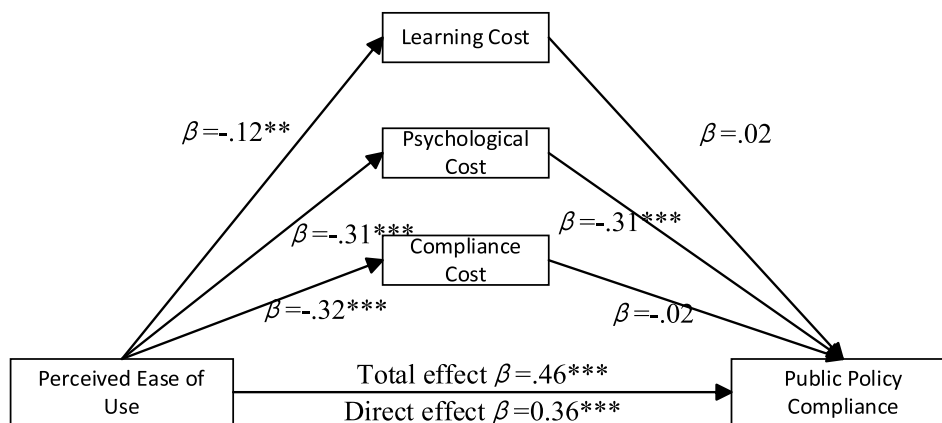 Learning Cost
β=-.12**
β=.02
Psychological
Cost
β=-.31***
β=-.31***
Compliance
Cost
β=-.32***
β=-.02
Perceived Ease of
Use
Total effect β=.46***
Direct effect β=0.36***
Public Policy
Compliance